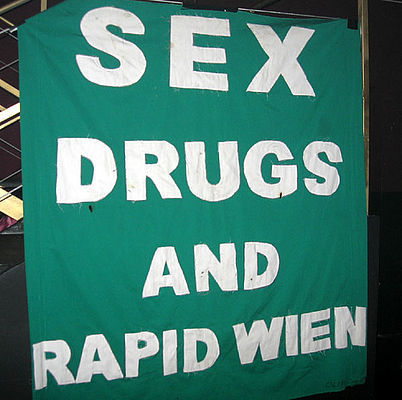 SEX
DRUGS
AND
RAPID WIEN